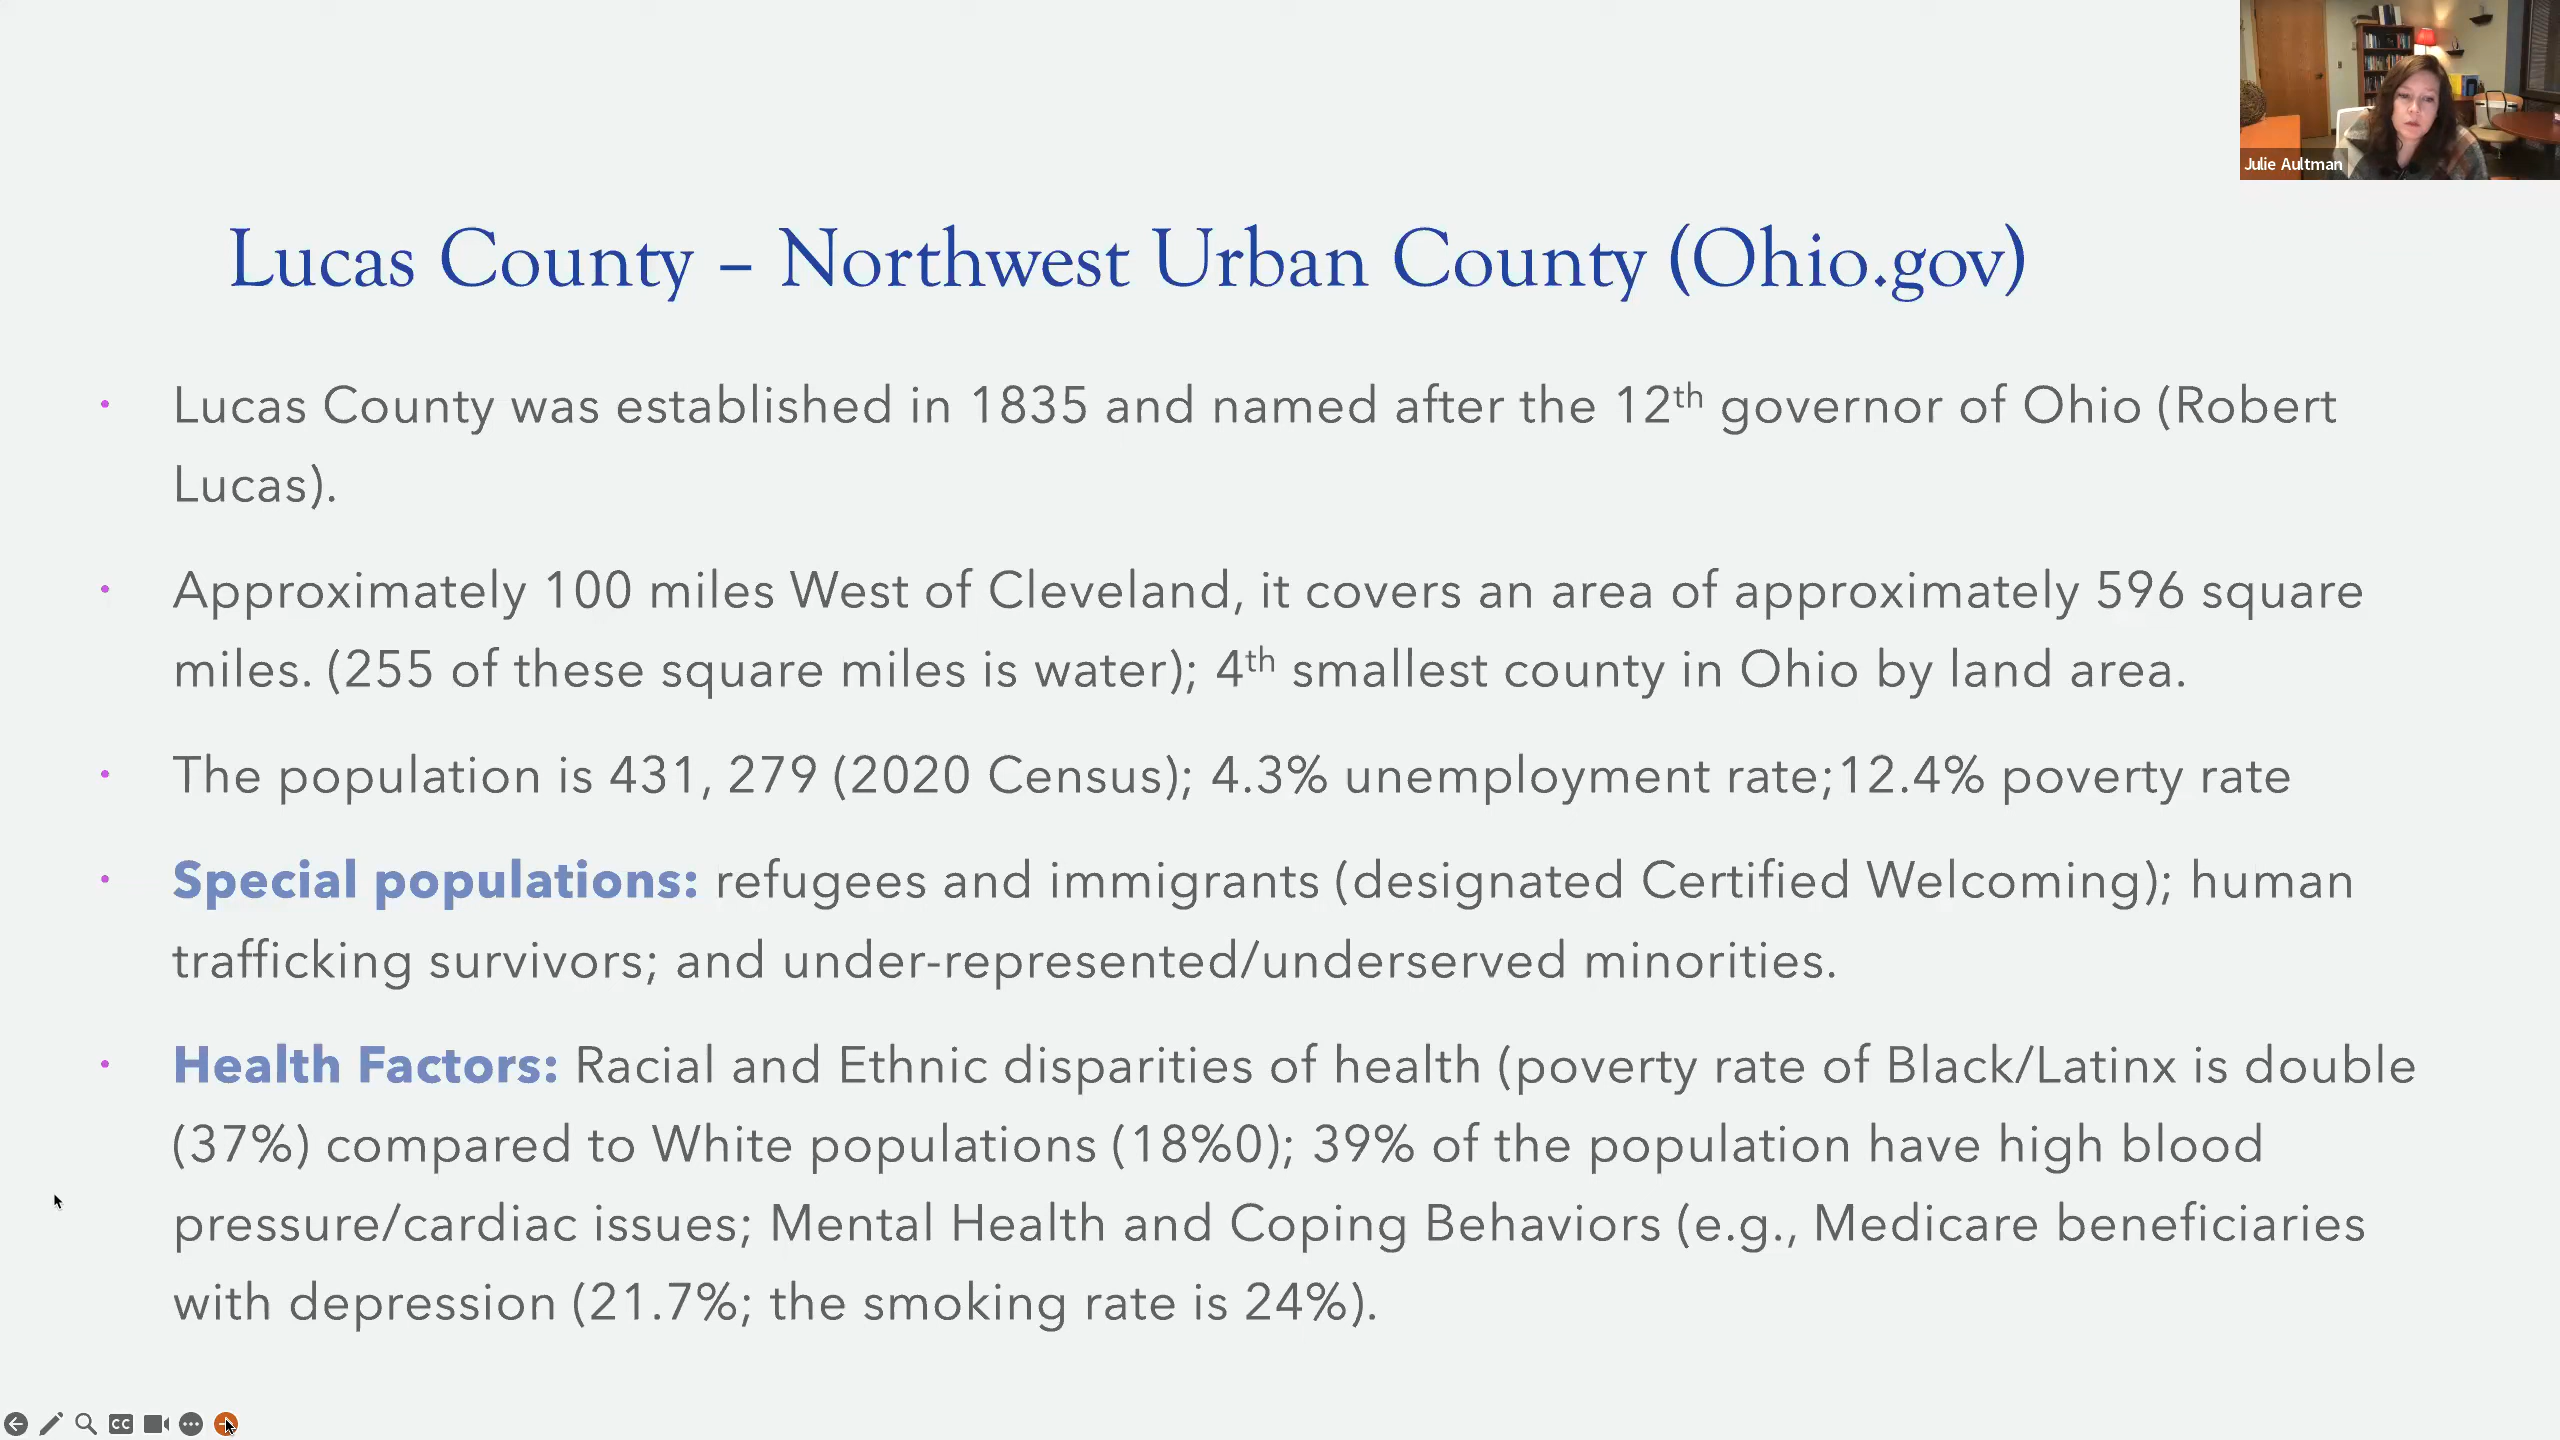 Julie Aultman
Lucas County – Northwest Urban County (Ohio.gov)
• Lucas County was established in 1835 and named after the 12th governor of Ohio (Robert
Lucas).
• Approximately 100 miles West of Cleveland, it covers an area of approximately 596 square
miles. (255 of these square miles is water); 4th smallest county in Ohio by land area.
• The population is 431, 279 (2020 Census); 4.3% unemployment rate;12.4% poverty rate
• Special populations: refugees and immigrants (designated Certified Welcoming); human
trafficking survivors; and under-represented/underserved minorities.
• Health Factors: Racial and Ethnic disparities of health (poverty rate of Black/Latinx is double
(37%) compared to White populations (18%0); 39% of the population have high blood
pressure/cardiac issues; Mental Health and Coping Behaviors (e.g., Medicare beneficiaries
with depression (21.7%; the smoking rate is 24%).
CC